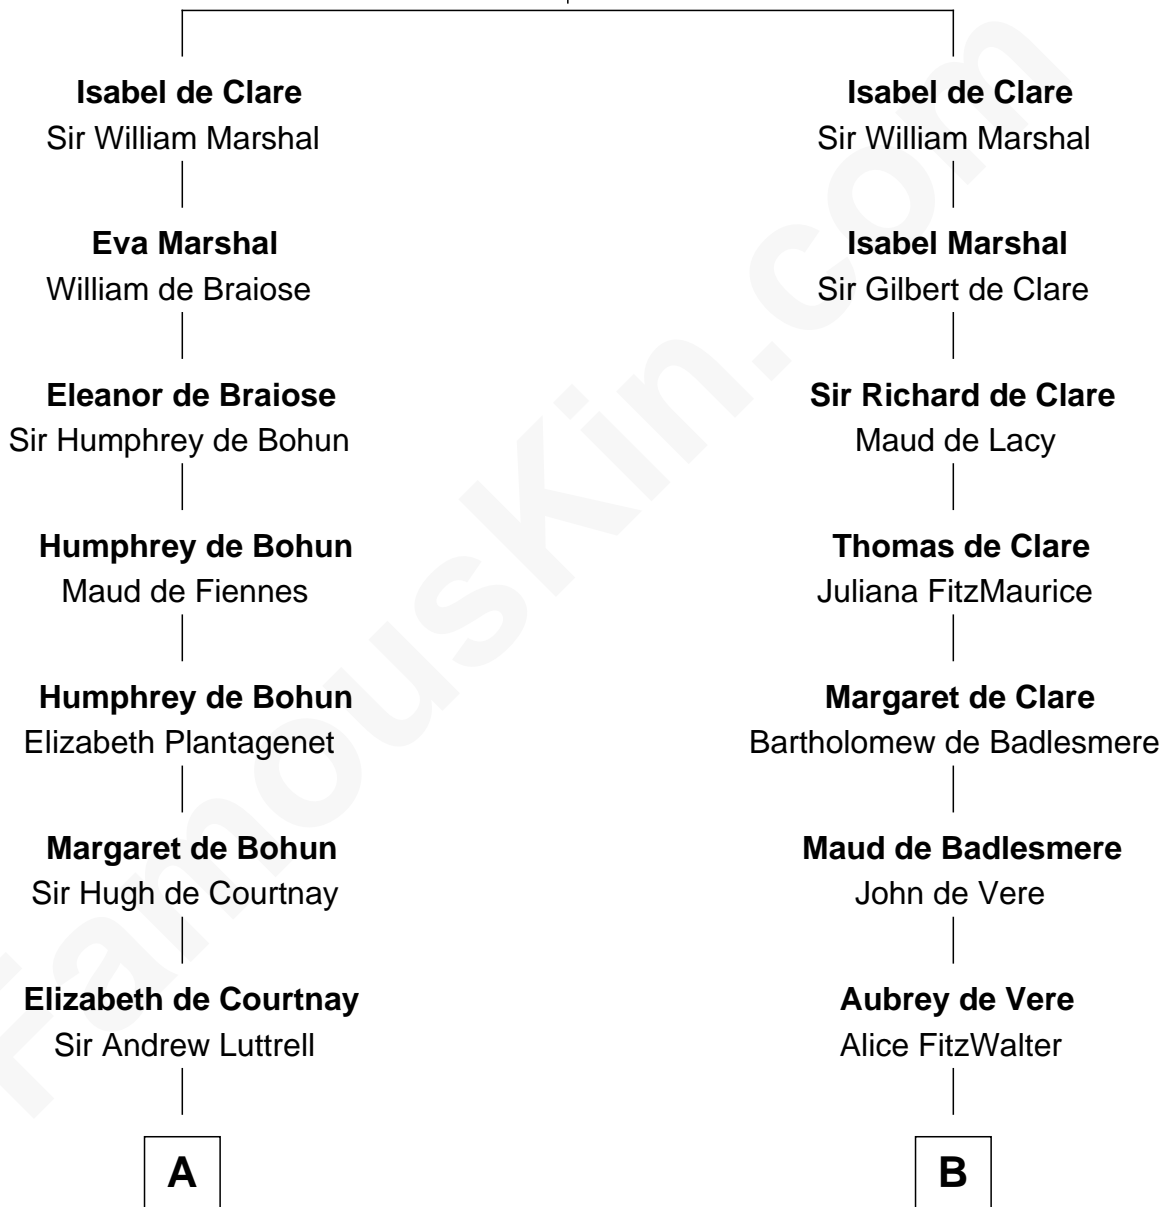 Isabel de Clare
Sir William Marshal
Eva Marshal
William de Braiose
Eleanor de Braiose
Sir Humphrey de Bohun
Humphrey de Bohun
Maud de Fiennes
Humphrey de Bohun
Elizabeth Plantagenet
Margaret de Bohun
Sir Hugh de Courtnay
Elizabeth de Courtnay
Sir Andrew Luttrell
A
Isabel de Clare
Sir William Marshal
Isabel Marshal
Sir Gilbert de Clare
Sir Richard de Clare
Maud de Lacy
Thomas de Clare
Juliana FitzMaurice
Margaret de Clare
Bartholomew de Badlesmere
Maud de Badlesmere
John de Vere
Aubrey de Vere
Alice FitzWalter
B
FamousKin.com